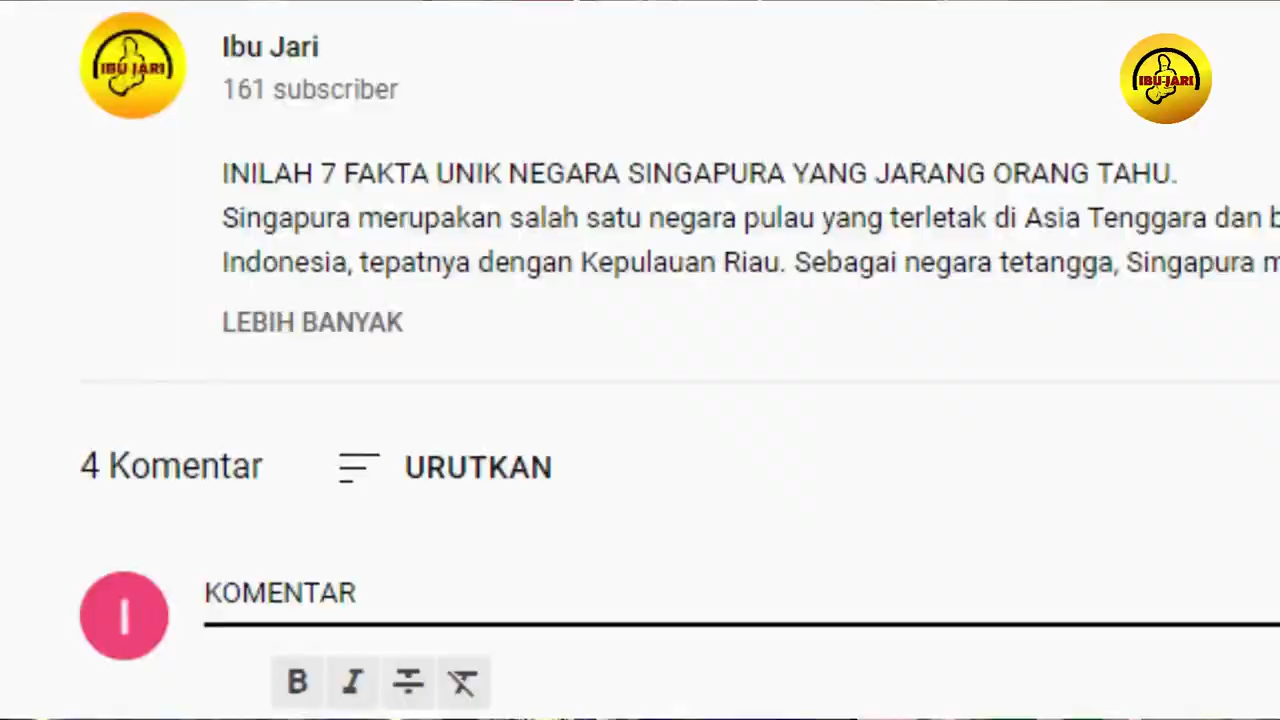 IBU JARI
Ibu Jari
161 subscriber
IBU JARI
INILAH 7 FAKTA UNIK NEGARA SINGAPURA YANG JARANG ORANG TAHU.
Singapura merupakan salah satu negara pulau yang terletak di Asia Tenggara dan b
Indonesia, tepatnya dengan Kepulauan Riau. Sebagai negara tetangga, Singapura m
LEBIH BANYAK
4 Komentar
URUTKAN
I
KOMENTAR
B I